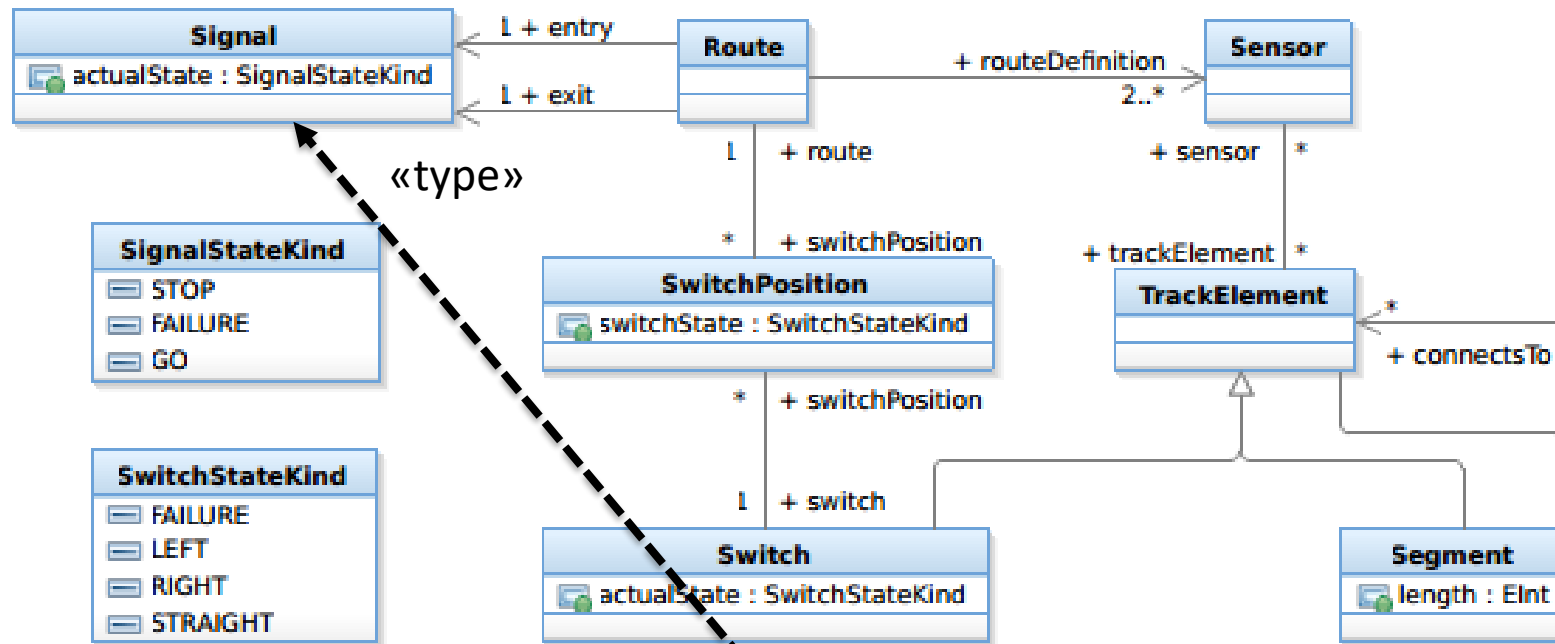 Signal
actualState : SignalStateKind
1 + entry
1 + exit
Route
+ routeDefinition
2..*
Sensor
«type»
1 + route
+ sensor *
SignalStateKind
STOP
FAILURE
GO
* + switchPosition
+ trackElement *
SwitchPosition
switchState : SwitchStateKind
TrackElement
*
+ connectsTo
* + switchPosition
SwitchStateKind
FAILURE
LEFT
RIGHT
STRAIGHT
1 + switch
Switch
actualState : SwitchStateKind
Segment
length : EInt